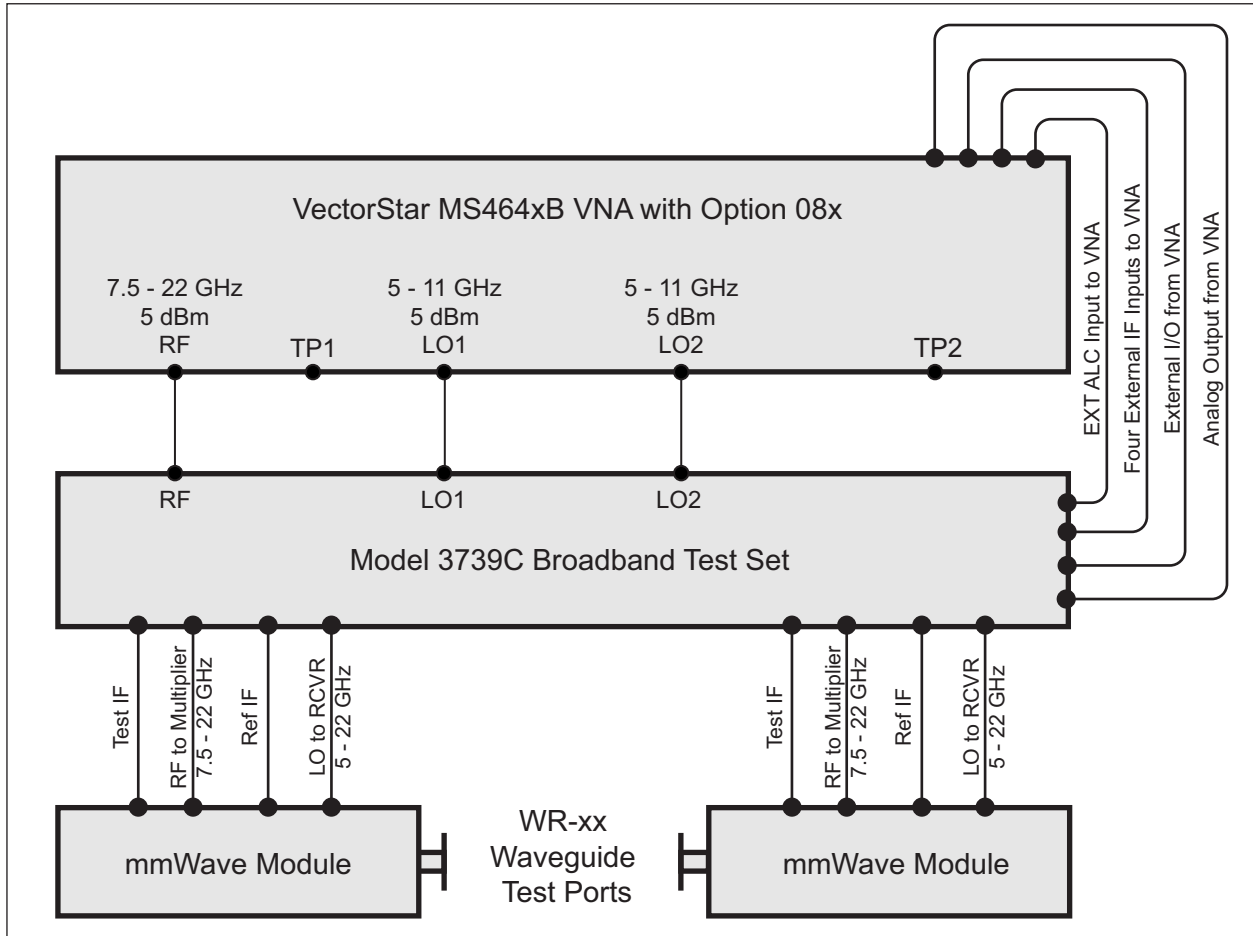 VectorStar MS464xB VNA with Option 08x
7.5 - 22 GHz
5 dBm
RF
TP1
5 - 11 GHz
5 dBm
LO1
5 - 11 GHz
5 dBm
LO2
TP2
EXT ALC Input to VNA
Four External IF Inputs to VNA
External I/O from VNA
Analog Output from VNA
RF
LO1
LO2
Model 3739C Broadband Test Set
Test IF
RF to Multiplier
7.5 - 22 GHz
Ref IF
LO to RCVR
5 - 22 GHz
Test IF
RF to Multiplier
7.5 - 22 GHz
Ref IF
LO to RCVR
5 - 22 GHz
mmWave Module
WR-xx
Waveguide
Test Ports
mmWave Module